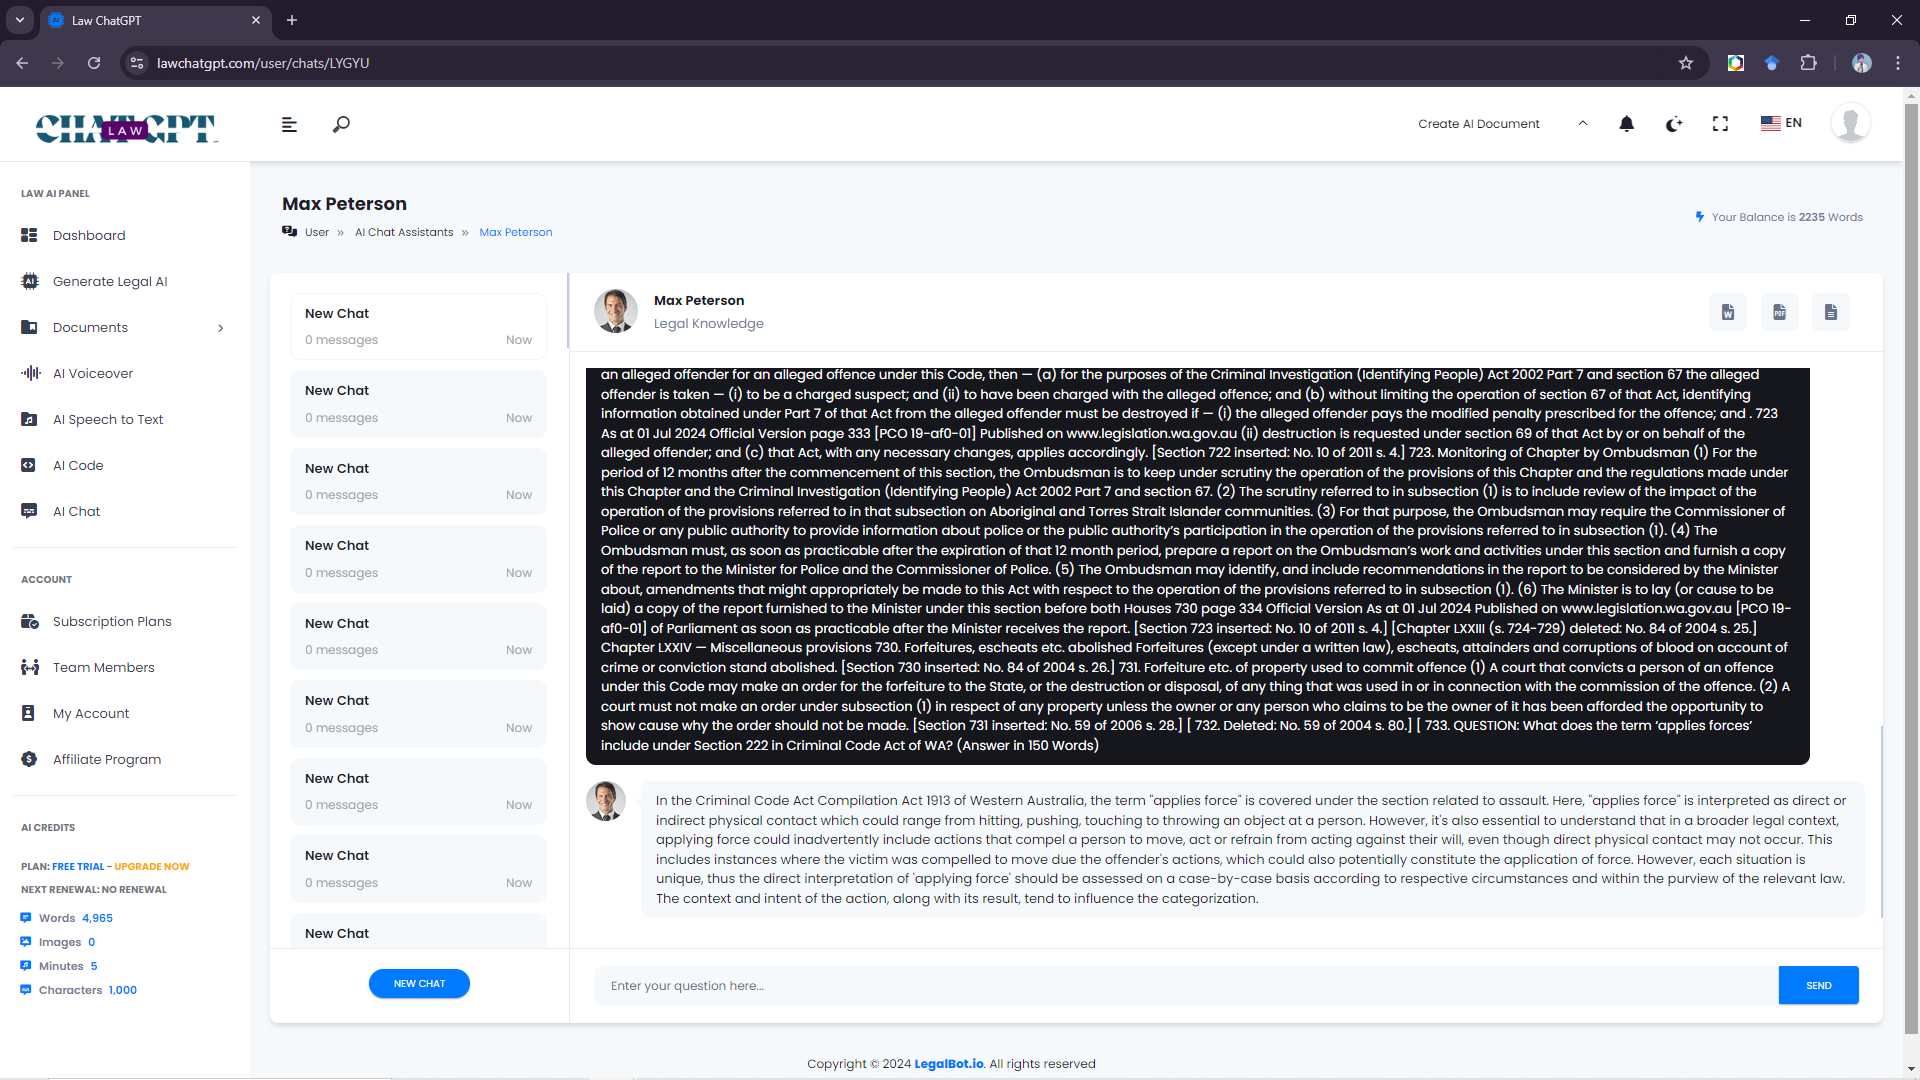 Law ChatGPT
lawchatgpt.com/user/chats/LYGYU
CHATGPT
LAW
Create AI Document
EN
LAW AI PANEL
Dashboard
Generate Legal AI
Documents
AI Voiceover
AI Speech to Text
AI Code
AI Chat
ACCOUNT
Subscription Plans
Team Members
My Account
Affiliate Program
AI CREDITS
PLAN: FREE TRIAL - UPGRADE NOW
NEXT RENEWAL: NO RENEWAL
Words 4,965
Images 0
Minutes 5
Characters 1,000
Max Peterson
User » AI Chat Assistants » Max Peterson
Your Balance is 2235 Words
New Chat
0 messages Now
New Chat
0 messages Now
New Chat
0 messages Now
New Chat
0 messages Now
New Chat
0 messages Now
New Chat
0 messages Now
New Chat
0 messages Now
New Chat
0 messages Now
New Chat
NEW CHAT
Max Peterson
Legal Knowledge
W
PDF
an alleged offender for an alleged offence under this Code, then — (a) for the purposes of the Criminal Investigation (Identifying People) Act 2002 Part 7 and section 67 the alleged
offender is taken — (i) to be a charged suspect; and (ii) to have been charged with the alleged offence; and (b) without limiting the operation of section 67 of that Act, identifying
information obtained under Part 7 of that Act from the alleged offender must be destroyed if — (i) the alleged offender pays the modified penalty prescribed for the offence; and . 723
As at 01 Jul 2024 Official Version page 333 [PCO 19-af0-01] Published on www.legislation.wa.gov.au (ii) destruction is requested under section 69 of that Act by or on behalf of the
alleged offender; and (c) that Act, with any necessary changes, applies accordingly. [Section 722 inserted: No. 10 of 2011 s. 4.] 723. Monitoring of Chapter by Ombudsman (1) For the
period of 12 months after the commencement of this section, the Ombudsman is to keep under scrutiny the operation of the provisions of this Chapter and the regulations made under
this Chapter and the Criminal Investigation (Identifying People) Act 2002 Part 7 and section 67. (2) The scrutiny referred to in subsection (1) is to include review of the impact of the
operation of the provisions referred to in that subsection on Aboriginal and Torres Strait Islander communities. (3) For that purpose, the Ombudsman may require the Commissioner of
Police or any public authority to provide information about police or the public authority’s participation in the operation of the provisions referred to in subsection (1). (4) The
Ombudsman must, as soon as practicable after the expiration of that 12 month period, prepare a report on the Ombudsman’s work and activities under this section and furnish a copy
of the report to the Minister for Police and the Commissioner of Police. (5) The Ombudsman may identify, and include recommendations in the report to be considered by the Minister
about, amendments that might appropriately be made to this Act with respect to the operation of the provisions referred to in subsection (1). (6) The Minister is to lay (or cause to be
laid) a copy of the report furnished to the Minister under this section before both Houses 730 page 334 Official Version As at 01 Jul 2024 Published on www.legislation.wa.gov.au [PCO 19-
af0-01] of Parliament as soon as practicable after the Minister receives the report. [Section 723 inserted: No. 10 of 2011 s. 4.] [Chapter LXXIII (s. 724-729) deleted: No. 84 of 2004 s. 25.]
Chapter LXXIV — Miscellaneous provisions 730. Forfeitures, escheats etc. abolished Forfeitures (except under a written law), escheats, attainders and corruptions of blood on account of
crime or conviction stand abolished. [Section 730 inserted: No. 84 of 2004 s. 26.] 731. Forfeiture etc. of property used to commit offence (1) A court that convicts a person of an offence
under this Code may make an order for the forfeiture to the State, or the destruction or disposal, of any thing that was used in or in connection with the commission of the offence. (2) A
court must not make an order under subsection (1) in respect of any property unless the owner or any person who claims to be the owner of it has been afforded the opportunity to
show cause why the order should not be made. [Section 731 inserted: No. 59 of 2006 s. 28.] [ 732. Deleted: No. 59 of 2004 s. 80.] [ 733. QUESTION: What does the term ‘applies forces’
include under Section 222 in Criminal Code Act of WA? (Answer in 150 Words)
In the Criminal Code Act Compilation Act 1913 of Western Australia, the term "applies force" is covered under the section related to assault. Here, "applies force" is interpreted as direct or
indirect physical contact which could range from hitting, pushing, touching to throwing an object at a person. However, it's also essential to understand that in a broader legal context,
applying force could inadvertently include actions that compel a person to move, act or refrain from acting against their will, even though direct physical contact may not occur. This
includes instances where the victim was compelled to move due the offender's actions, which could also potentially constitute the application of force. However, each situation is
unique, thus the direct interpretation of 'applying force' should be assessed on a case-by-case basis according to respective circumstances and within the purview of the relevant law.
The context and intent of the action, along with its result, tend to influence the categorization.
Enter your question here...
SEND
Copyright © 2024 LegalBot.io. All rights reserved